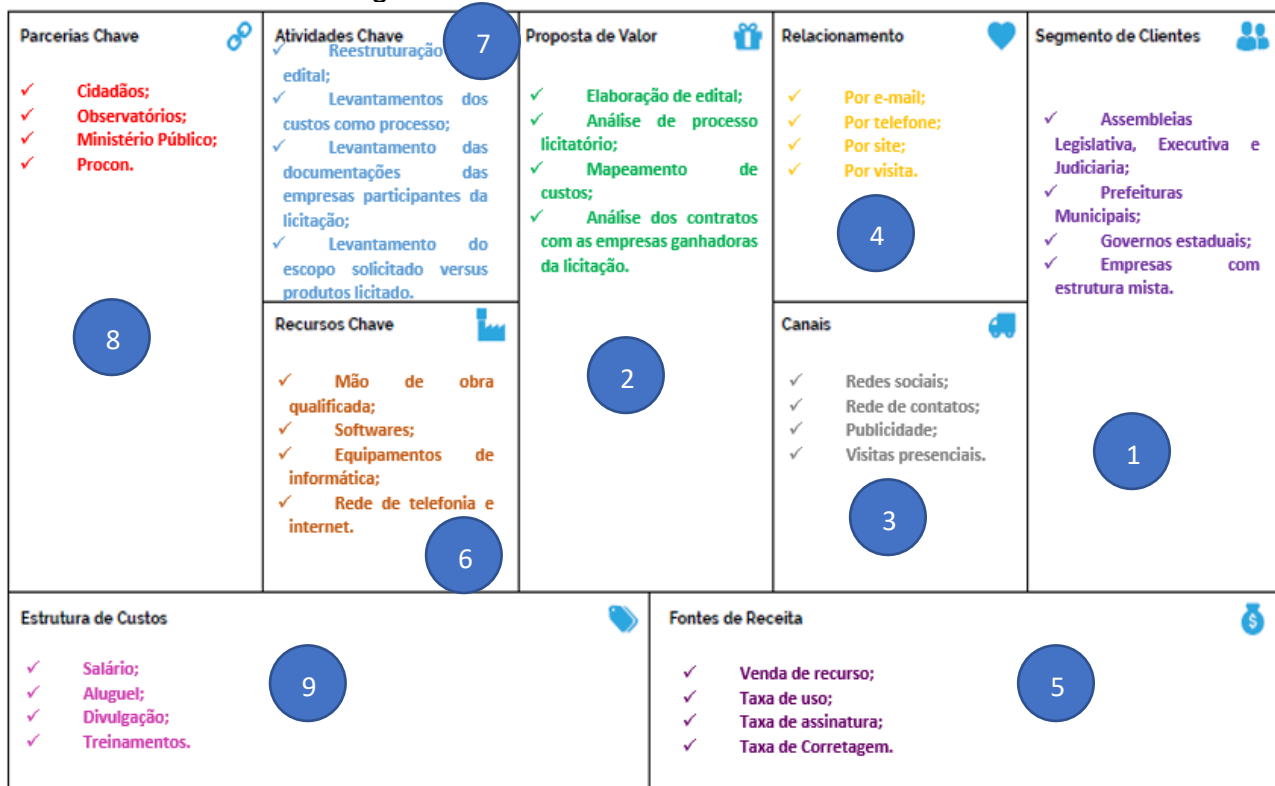 Parcerias Chave
✓ Cidadãos;
✓ Observatórios;
✓ Ministério Público;
✓ Procon.
8
Atividades Chave
7
✓ Reestruturação
edital;
✓ Levantamentos dos
custos como processo;
✓ Levantamento das
documentações das
empresas participantes da
licitação;
✓ Levantamento do
escopo solicitado versus
produtos licitado.
Recursos Chave
✓ Mão de obra
qualificada;
✓ Softwares;
✓ Equipamentos de
informática;
✓ Rede de telefonia e
internet.
6
Proposta de Valor
✓ Elaboração de edital;
✓ Análise de processo
licitatório;
✓ Mapeamento de
custos;
✓ Análise dos contratos
com as empresas ganhadoras
da licitação.
2
Relacionamento
✓ Por e-mail;
✓ Por telefone;
✓ Por site;
✓ Por visita.
4
Canais
✓ Redes sociais;
✓ Rede de contatos;
✓ Publicidade;
✓ Visitas presenciais.
3
Segmento de Clientes
✓ Assembleias
Legislativa, Executiva e
Judiciaria;
✓ Prefeituras
Municipais;
✓ Governos estaduais;
✓ Empresas com
estrutura mista.
1
Estrutura de Custos
✓ Salário;
✓ Aluguel;
✓ Divulgação;
✓ Treinamentos.
9
Fontes de Receita
$
✓ Venda de recurso;
✓ Taxa de uso;
✓ Taxa de assinatura;
✓ Taxa de Corretagem.
5